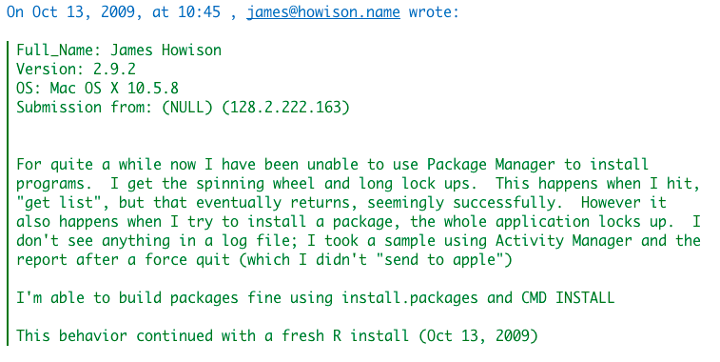 On Oct 13, 2009, at 10:45 , james@howison.name wrote:
Full_Name: James Howison
Version: 2.9.2
OS: Mac OS X 10.5.8
Submission from: (NULL) (128.2.222.163)
For quite a while now I have been unable to use Package Manager to install
programs.  I get the spinning wheel and long lock ups.  This happens when I hit,
"get list", but that eventually returns, seemingly successfully.  However it
also happens when I try to install a package, the whole application locks up.  I
don't see anything in a log file; I took a sample using Activity Manager and the
report after a force quit (which I didn't "send to apple")
I'm able to build packages fine using install.packages and CMD INSTALL
This behavior continued with a fresh R install (Oct 13, 2009)